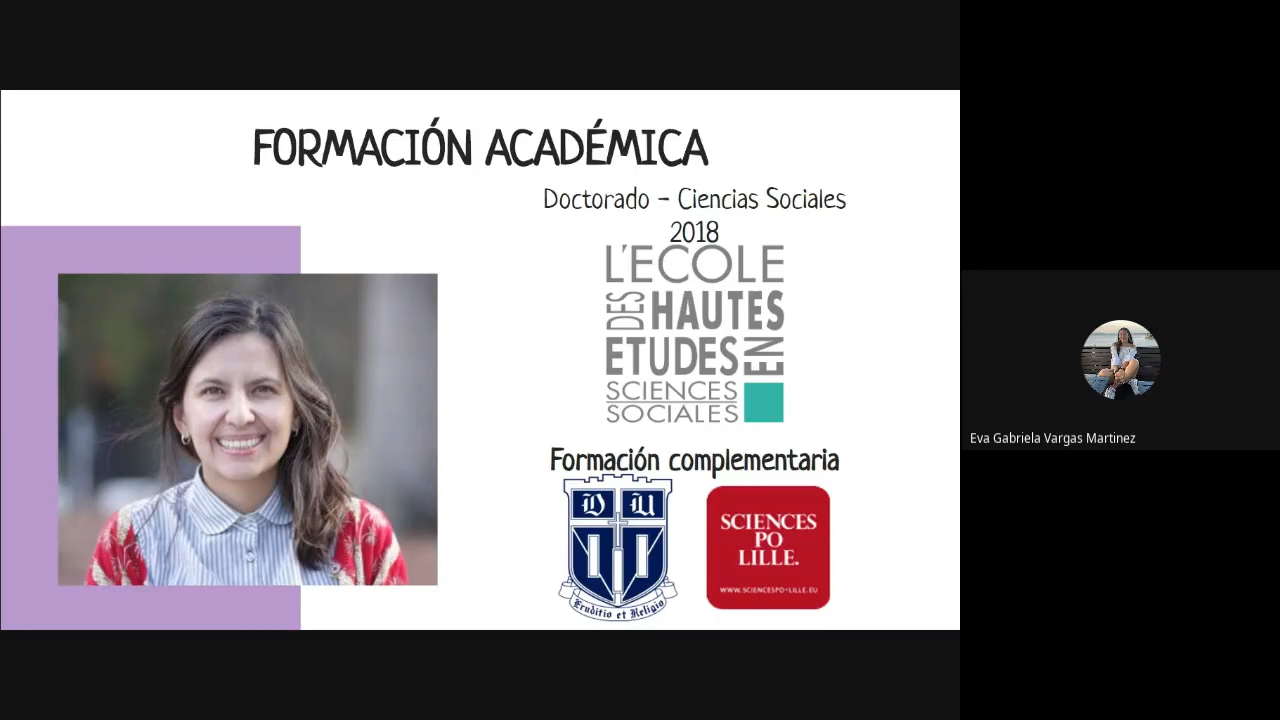 FORMACIÓN ACADÉMICA
Doctorado - Ciencias Sociales
2018
L'ECOLE
DES HAUTES
ETUDES EN
SCIENCES
SOCIALES
Formación complementaria
D U
Eruditio et Religio
SCIENCES
PO
LILLE.
WWW.SCIENCESPO-LILLE.EU
Eva Gabriela Vargas Martinez